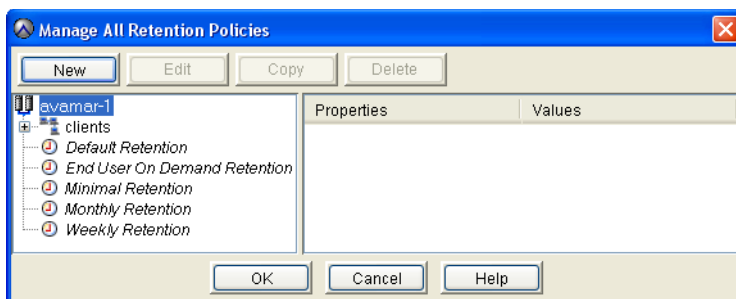 Manage All Retention Policies
New Edit Copy Delete
avamar-1
clients
Default Retention
End User On Demand Retention
Minimal Retention
Monthly Retention
Weekly Retention
Properties Values
OK Cancel Help